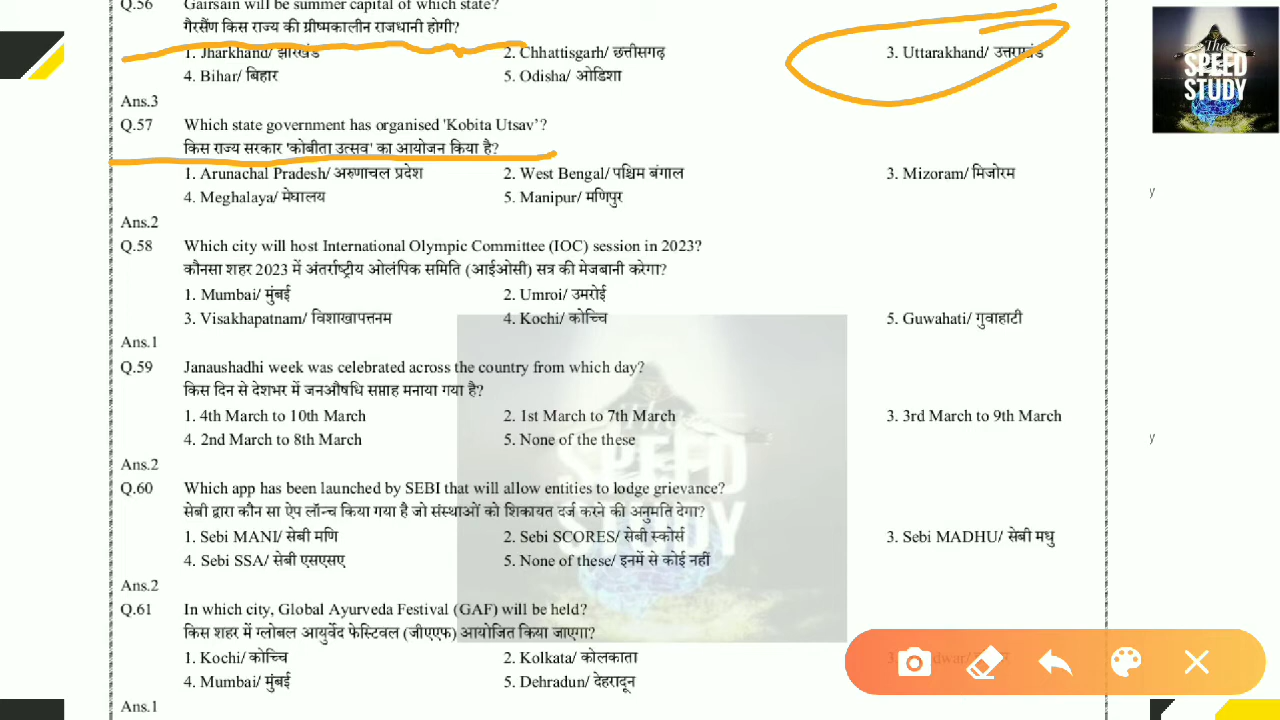 Q.56 Gairsain will be summer capital of which state?
गैरसैंण किस राज्य की ग्रीष्मकालीन राजधानी होगी?
1. Jharkhand/ झारखंड 2. Chhattisgarh/ छत्तीसगढ़ 3. Uttarakhand/ उत्तराखंड
4. Bihar/ बिहार 5. Odisha/ ओडिशा
Ans.3
Q.57 Which state government has organised 'Kobita Utsav’?
किस राज्य सरकार 'कोबीता उत्सव' का आयोजन किया है?
1. Arunachal Pradesh/ अरुणाचल प्रदेश 2. West Bengal/ पश्चिम बंगाल 3. Mizoram/ मिजोरम
4. Meghalaya/ मेघालय 5. Manipur/ मणिपुर
Ans.2
Q.58 Which city will host International Olympic Committee (IOC) session in 2023?
कौनसा शहर 2023 में अंतर्राष्ट्रीय ओलंपिक समिति (आईओसी) सत्र की मेजबानी करेगा?
1. Mumbai/ मुंबई 2. Umroi/ उमरोई
3. Visakhapatnam/ विशाखापत्तनम 4. Kochi/ कोच्चि 5. Guwahati/ गुवाहाटी
Ans.1
Q.59 Janaushadhi week was celebrated across the country from which day?
किस दिन से देशभर में जनऔषधि सप्ताह मनाया गया है?
1. 4th March to 10th March 2. 1st March to 7th March 3. 3rd March to 9th March
4. 2nd March to 8th March 5. None of the these
Ans.2
Q.60 Which app has been launched by SEBI that will allow entities to lodge grievance?
सेबी द्वारा कौन सा ऐप लॉन्च किया गया है जो संस्थाओं को शिकायत दर्ज करने की अनुमति देगा?
1. Sebi MANI/ सेबी मणि 2. Sebi SCORES/ सेबी स्कोर्स 3. Sebi MADHU/ सेबी मधु
4. Sebi SSA/ सेबी एसएसए 5. None of these/ इनमें से कोई नहीं
Ans.2
Q.61 In which city, Global Ayurveda Festival (GAF) will be held?
किस शहर में ग्लोबल आयुर्वेद फेस्टिवल (जीएएफ) आयोजित किया जाएगा?
1. Kochi/ कोच्चि 2. Kolkata/ कोलकाता
4. Mumbai/ मुंबई 5. Dehradun/ देहरादून
Ans.1
The
SPEED
STUDY
The
SPEED
STUDY
y
y